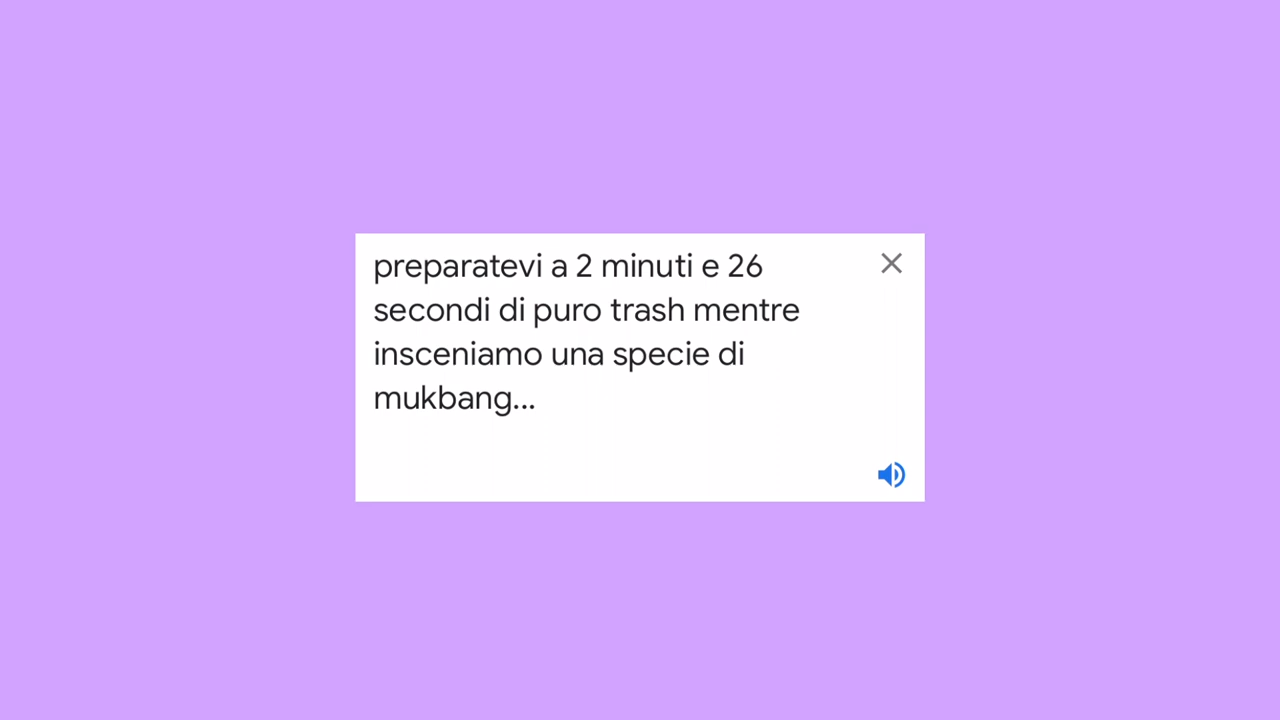 preparatevi a 2 minuti e 26
secondi di puro trash mentre
insceniamo una specie di
mukbang...